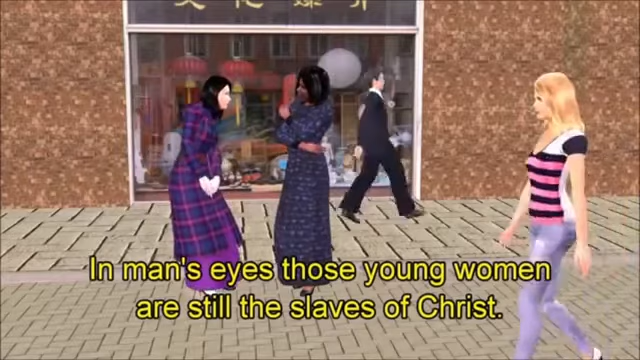 In man's eyes those young women
are still the slaves of Christ.